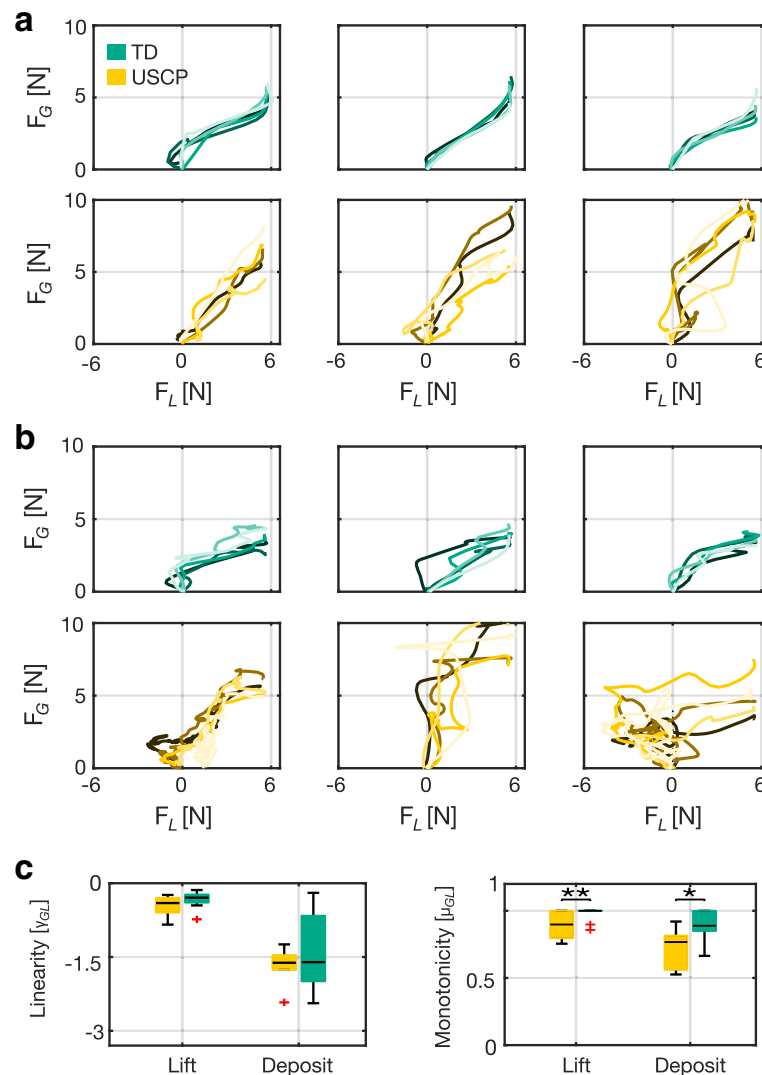 a
10
5
0
F_G [N]
TD
USCP
10
5
0
F_G [N]
-6 0 6
-6 0 6
-6 0 6
F_L [N]
F_L [N]
F_L [N]
b
10
5
0
F_G [N]
10
5
F_G [N]
-6 0 6
-6 0 6
-6 0 6
F_L [N]
F_L [N]
F_L [N]
c
0
-1.5
-3
Linearity [ν_GL]
Lift Deposit
1
0.5
0
Monotonicity [μ_GL]
** *
Lift Deposit